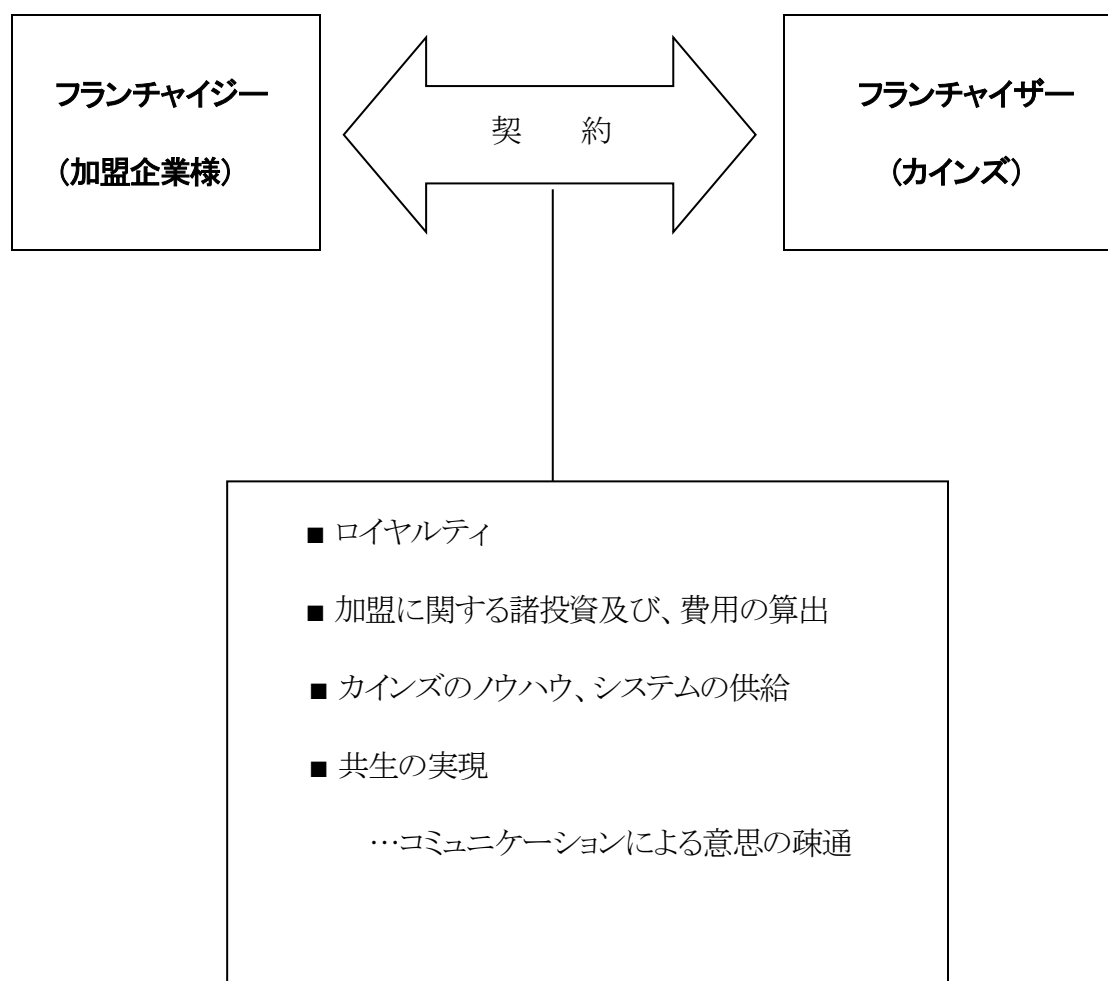 フランチャイジー
(加盟企業様)
契　約
フランチャイザー
(カインズ)
■ ロイヤルティ
■ 加盟に関する諸投資及び、費用の算出
■ カインズのノウハウ、システムの供給
■ 共生の実現
…コミュニケーションによる意思の疎通